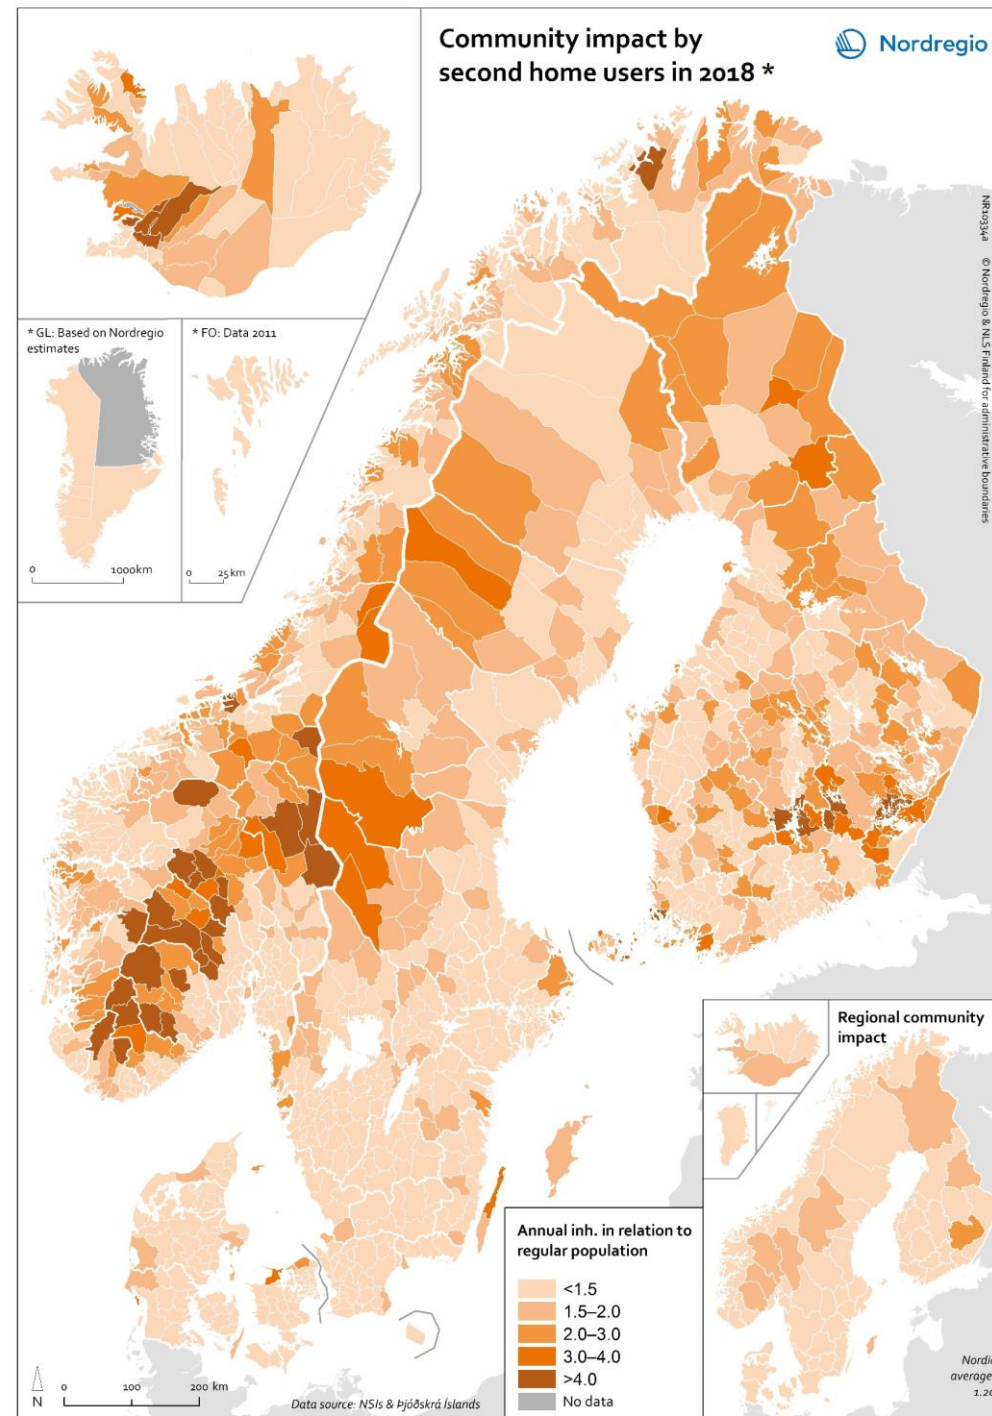 Community impact by
second home users in 2018 *
Nordregio
* GL: Based on Nordregio
estimates
* FO: Data 2011
0 1000km
0 25 km
NR10334a © Nordregio & NLS Finland for administrative boundaries
Regional community
impact
Annual inh. in relation to
regular population
<1.5
1.5–2.0
2.0–3.0
3.0–4.0
>4.0
No data
N
0 100 200 km
Data source: NSIs & Þjóðskrá Íslands
average